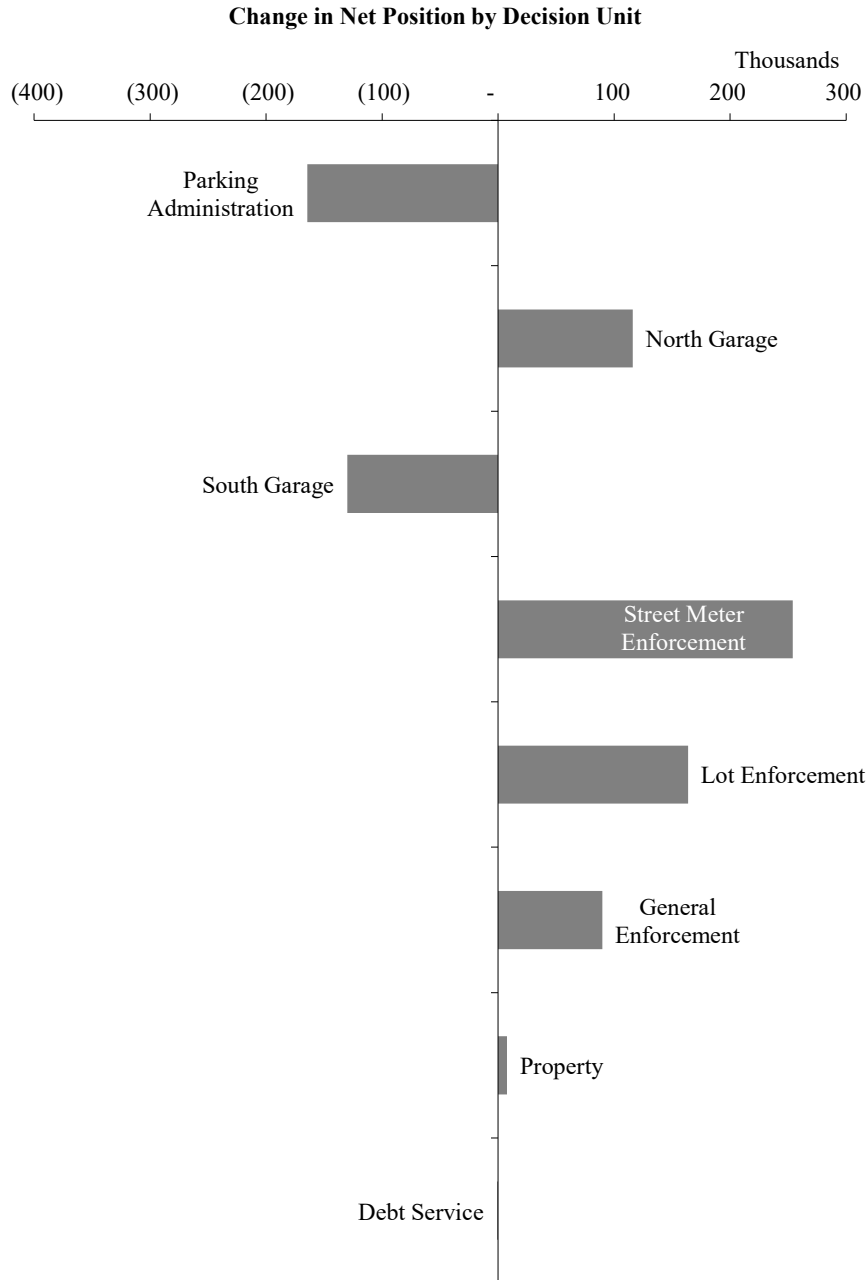 Change in Net Position by Decision Unit
Thousands
(400) (300) (200) (100) - 100 200 300
Parking
Administration
North Garage
South Garage
Street Meter
Enforcement
Lot Enforcement
General
Enforcement
Property
Debt Service